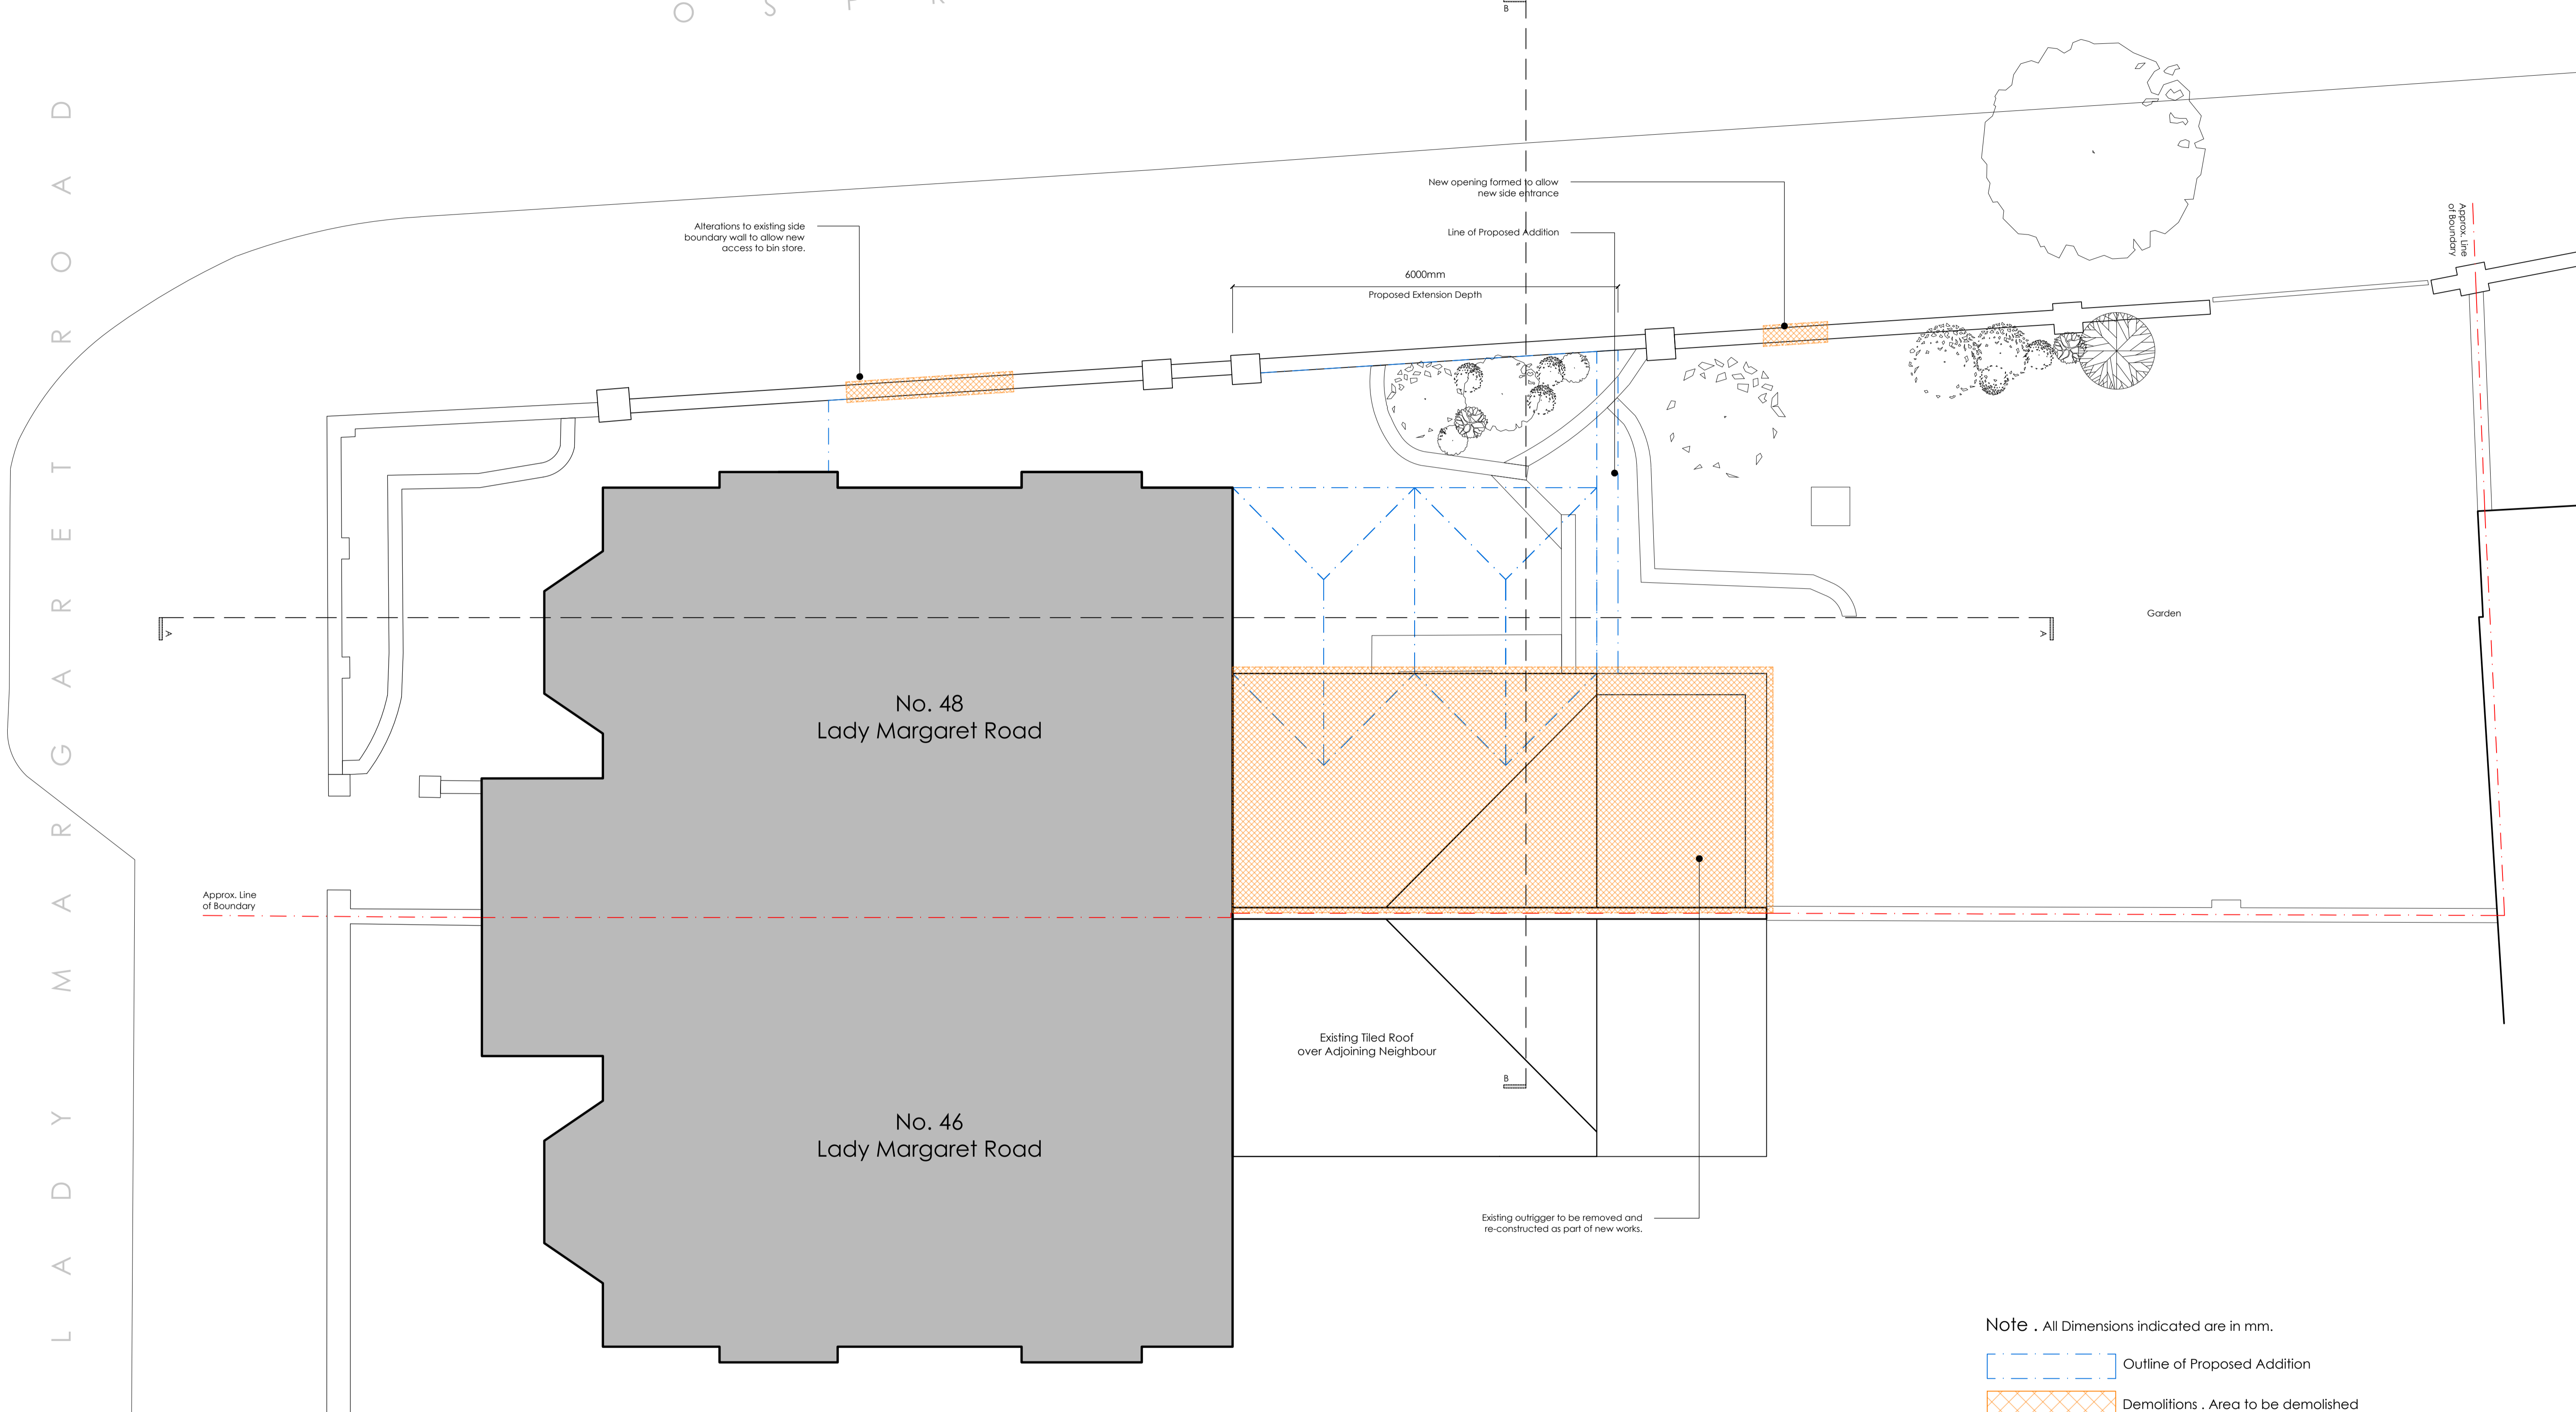 O S P R
B
LADY MARGARET ROAD
Approx. Line
of Boundary
New opening formed to allow
new side entrance
Alterations to existing side
boundary wall to allow new
access to bin store.
Line of Proposed Addition
6000mm
Proposed Extension Depth
Garden
A
A
No. 48
Lady Margaret Road
Approx. Line
of Boundary
Existing Tiled Roof
over Adjoining Neighbour
B
No. 46
Lady Margaret Road
Existing outrigger to be removed and
re-constructed as part of new works.
Note . All Dimensions indicated are in mm.
Outline of Proposed Addition
Demolitions . Area to be demolished